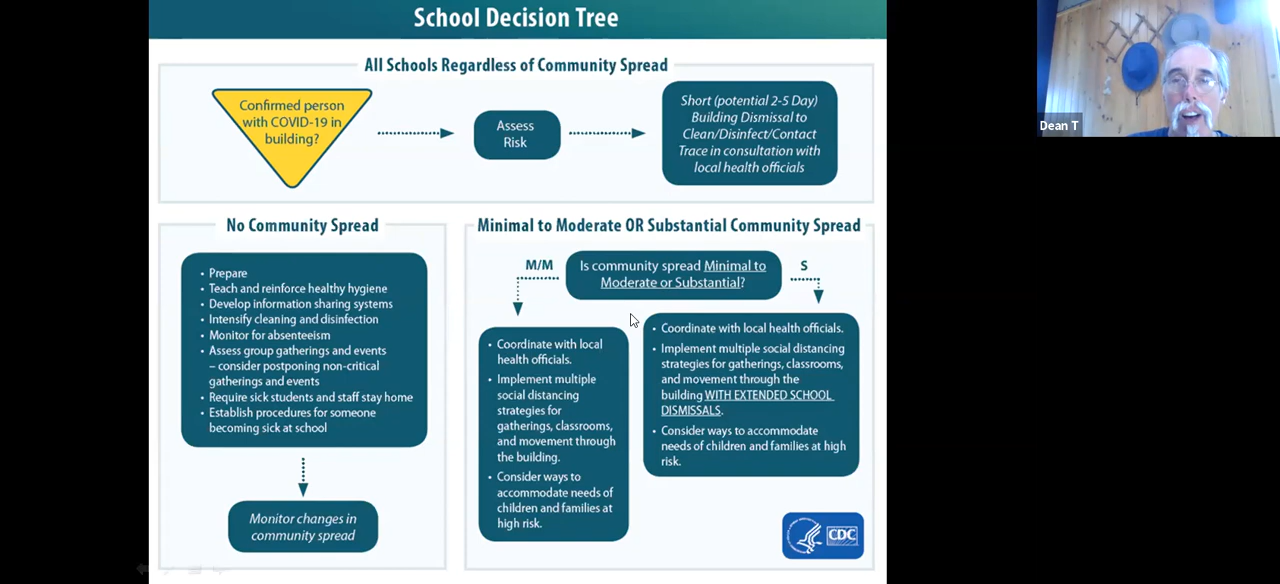 School Decision Tree
All Schools Regardless of Community Spread
Confirmed person
with COVID-19 in
building?
Assess
Risk
Short (potential 2-5 Day)
Building Dismissal to
Clean/Disinfect/Contact
Trace in consultation with
local health officials
Dean T
No Community Spread
• Prepare
• Teach and reinforce healthy hygiene
• Develop information sharing systems
• Intensify cleaning and disinfection
• Monitor for absenteeism
• Assess group gatherings and events
– consider postponing non-critical
gatherings and events
• Require sick students and staff stay home
• Establish procedures for someone
becoming sick at school
Monitor changes in
community spread
Minimal to Moderate OR Substantial Community Spread
M/M
Is community spread Minimal to
Moderate or Substantial?
S
• Coordinate with local
health officials.
• Implement multiple
social distancing
strategies for
gatherings, classrooms,
and movement through
the building.
• Consider ways to
accommodate needs of
children and families at
high risk.
• Coordinate with local health officials.
• Implement multiple social distancing
strategies for gatherings, classrooms,
and movement through the
building WITH EXTENDED SCHOOL
DISMISSALS.
• Consider ways to accommodate
needs of children and families at high
risk.
CDC